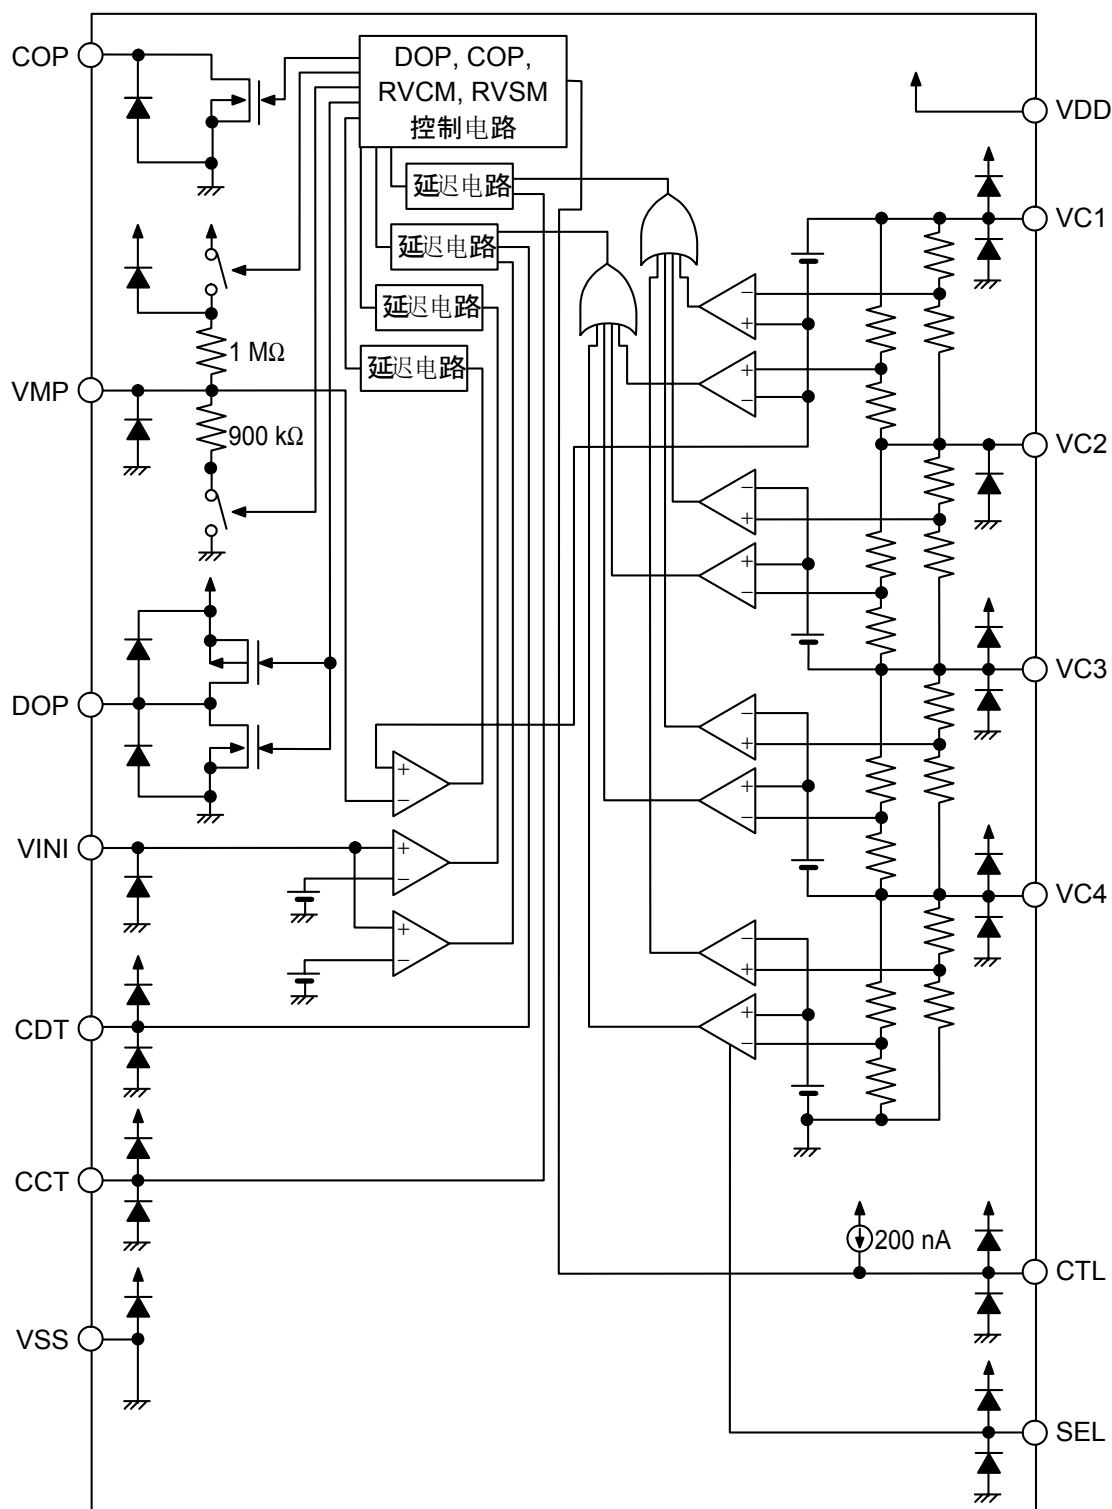 COP
DOP, COP,
RVCM, RVSM
控制电路
VDD
延迟电路
VC1
延迟电路
延迟电路
1 MΩ
延迟电路
VMP
900 kΩ
VC2
VC3
DOP
VINI
VC4
CDT
CCT
200 nA
CTL
VSS
SEL